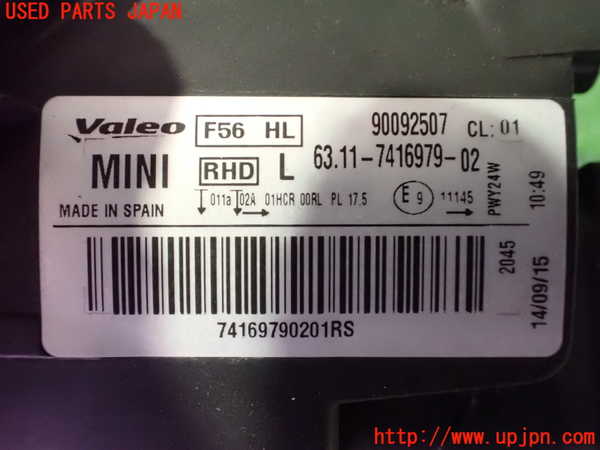 USED PARTS JAPAN
Valeo F56 HL 90092507 CL: 01
MINI RHD L 63.11-7416979-02
MADE IN SPAIN 011a 02A 01HCR 00RL PL 17.5 E9 11145 PWY24W
10:49
2045
14/09/15
74169790201RS
http://www.upjpn.com/